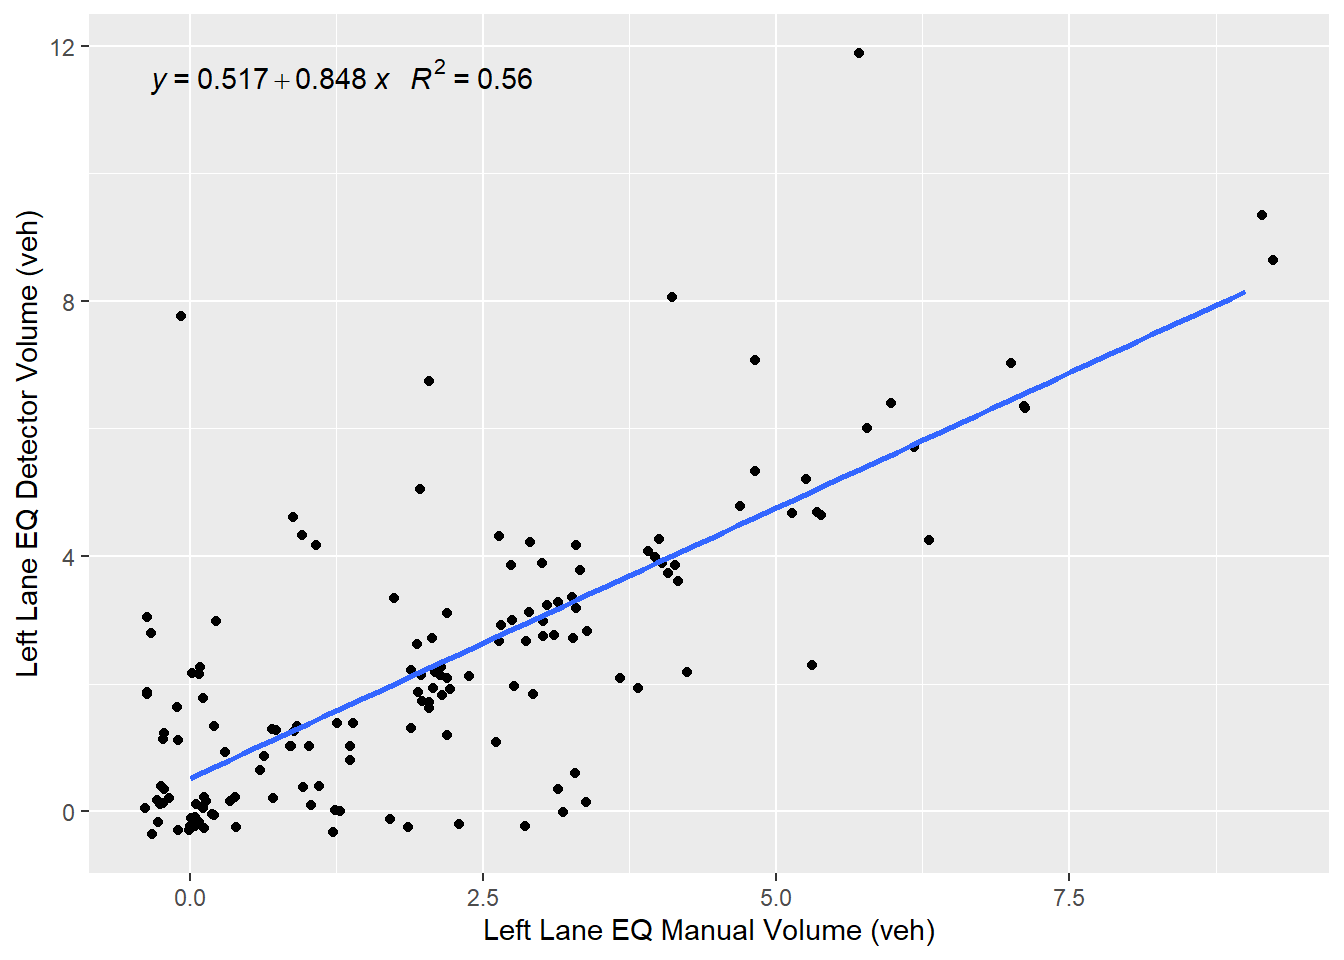 y = 0.517 + 0.848 x R² = 0.56
12
8
4
0
Left Lane EQ Detector Volume (veh)
0.0 2.5 5.0 7.5
Left Lane EQ Manual Volume (veh)